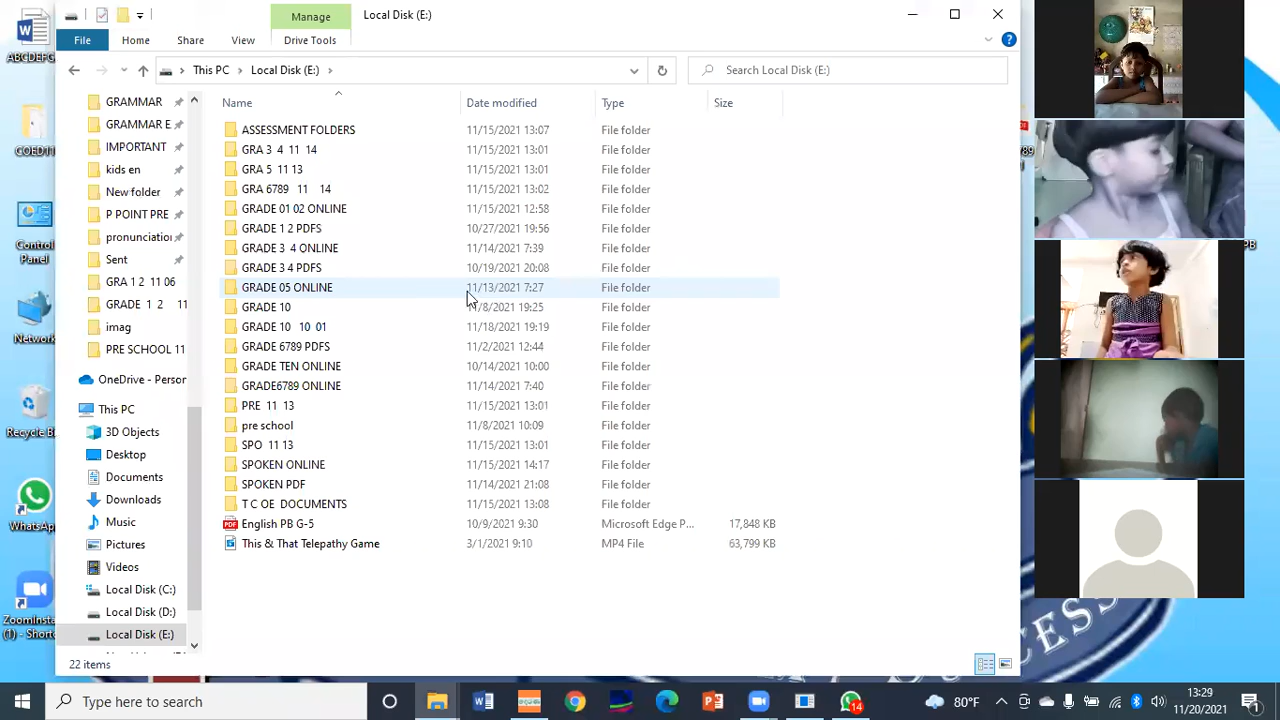 Manage
Local Disk (E:)
File
Home
Share
View
Drive Tools
This PC
Local Disk (E:)
Search Local Disk (E:)
Name
Date modified
Type
Size
GRAMMAR
GRAMMAR E
IMPORTANT
kids en
New folder
P POINT PRE
pronunciation
Sent
GRA 1 2 11 06
GRADE 1 2 11
imag
PRE SCHOOL 11
OneDrive - Person
This PC
3D Objects
Desktop
Documents
Downloads
Music
Pictures
Videos
Local Disk (C:)
Local Disk (D:)
Local Disk (E:)
ASSESSMENT FOLDERS 11/15/2021 13:07 File folder
GRA 3 4 11 14 11/15/2021 13:01 File folder
GRA 5 11 13 11/15/2021 13:01 File folder
GRA 6789 11 14 11/15/2021 13:02 File folder
GRADE 01 02 ONLINE 11/15/2021 12:58 File folder
GRADE 1 2 PDFS 10/27/2021 19:56 File folder
GRADE 3 4 ONLINE 11/14/2021 7:39 File folder
GRADE 3 4 PDFS 10/19/2021 20:08 File folder
GRADE 05 ONLINE 11/13/2021 7:27 File folder
GRADE 10 11/8/2021 19:25 File folder
GRADE 10 10 01 11/18/2021 19:19 File folder
GRADE 6789 PDFS 11/2/2021 12:44 File folder
GRADE TEN ONLINE 10/14/2021 10:00 File folder
GRADE6789 ONLINE 11/14/2021 7:40 File folder
PRE 11 13 11/15/2021 13:01 File folder
pre school 11/8/2021 10:09 File folder
SPO 11 13 11/15/2021 13:01 File folder
SPOKEN ONLINE 11/15/2021 14:17 File folder
SPOKEN PDF 11/14/2021 21:08 File folder
T C OE DOCUMENTS 11/15/2021 13:08 File folder
English PB G-5 10/9/2021 9:30 Microsoft Edge P... 17,848 KB
This & That Telepathy Game 3/1/2021 9:10 MP4 File 63,799 KB
22 items
ABCDEFG
COEDIT
Control
Panel
Network
Recycle Bi
WhatsApp
ZoomInsta
(1) - Shortc
789
PB
CESS
Type here to search
14
80°F
13:29
11/20/2021
1